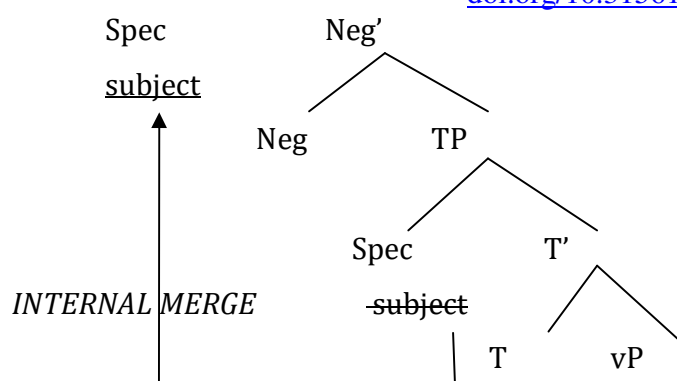 Spec Neg’
subject
Neg TP
Spec T’
INTERNAL MERGE subject
T vP